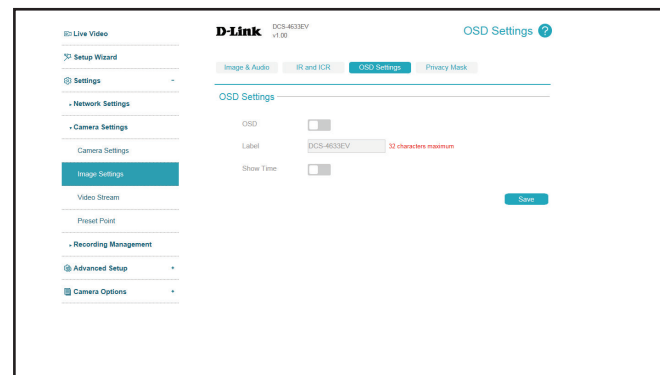 Live Video
Setup Wizard
Settings -
Network Settings
Camera Settings
Camera Settings
Image Settings
Video Stream
Preset Point
Recording Management
Advanced Setup +
Camera Options +
D-Link DCS-4633EV
v1.00
OSD Settings ?
Image & Audio IR and ICR OSD Settings Privacy Mask
OSD Settings
OSD
Label DCS-4633EV 32 characters maximum
Show Time
Save